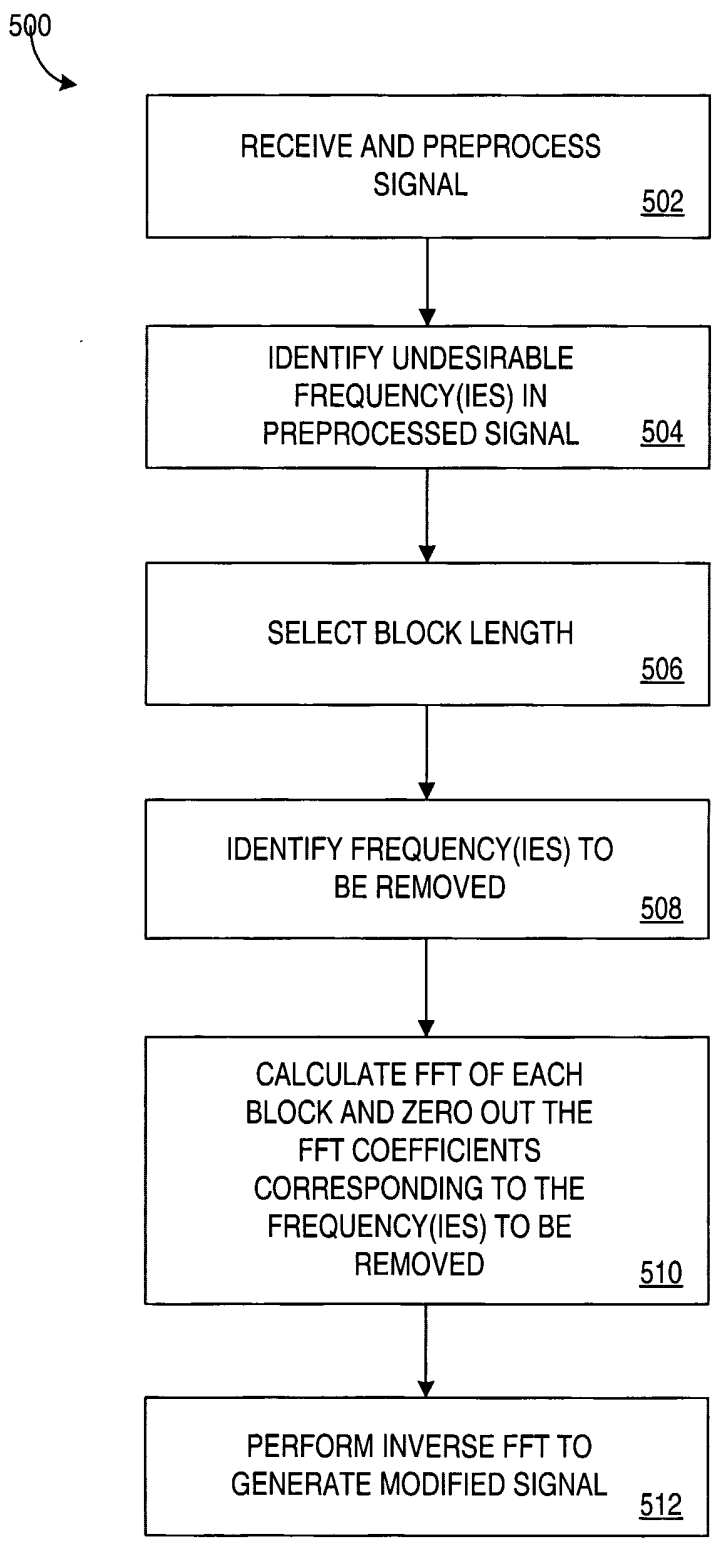 500
RECEIVE AND PREPROCESS
SIGNAL
502
IDENTIFY UNDESIRABLE
FREQUENCY(IES) IN
PREPROCESSED SIGNAL
504
SELECT BLOCK LENGTH
506
IDENTIFY FREQUENCY(IES) TO
BE REMOVED
508
CALCULATE FFT OF EACH
BLOCK AND ZERO OUT THE
FFT COEFFICIENTS
CORRESPONDING TO THE
FREQUENCY(IES) TO BE
REMOVED
510
PERFORM INVERSE FFT TO
GENERATE MODIFIED SIGNAL
512